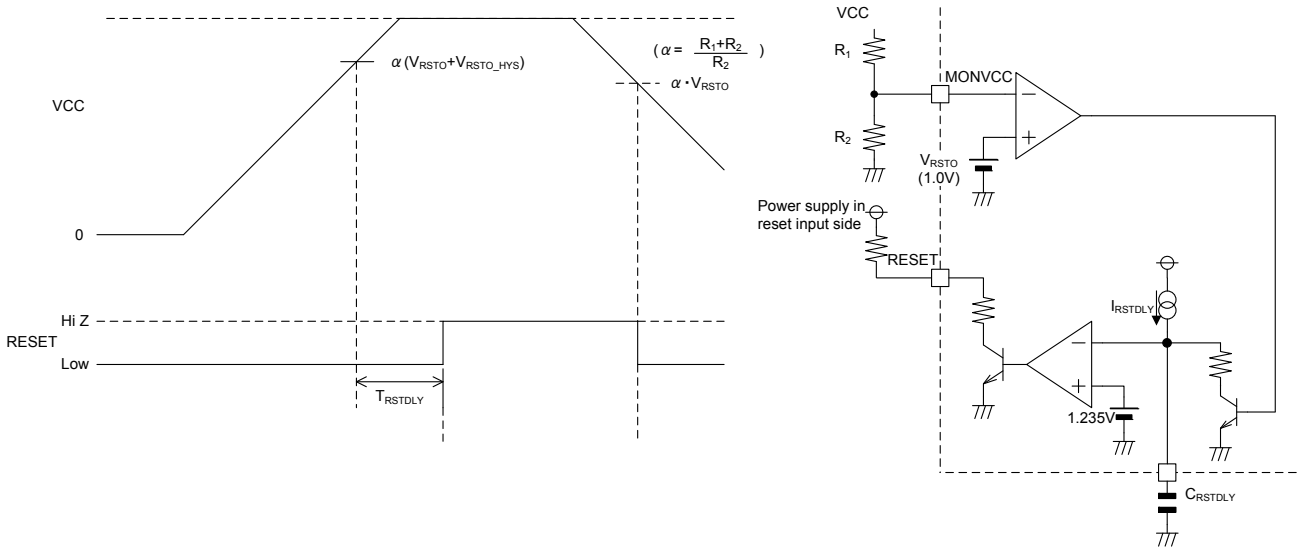 VCC
0
α(VRSTO+VRSTO_HYS)
(α= R1+R2 )
R2
α・VRSTO
RESET
Hi Z
Low
TRSTDLY
VCC
R1
MONVCC
−
+
R2
VRSTO
(1.0V)
Power supply in
reset input side
RESET
IRSTDLY
−
+
1.235V
CRSTDLY